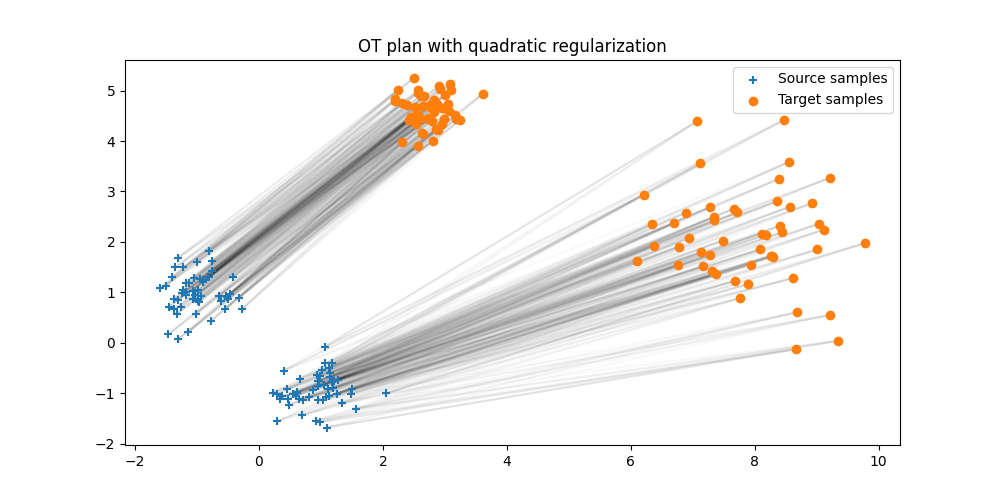 OT plan with quadratic regularization
Source samples
Target samples
5
4
3
2
1
0
−1
−2
−2 0 2 4 6 8 10